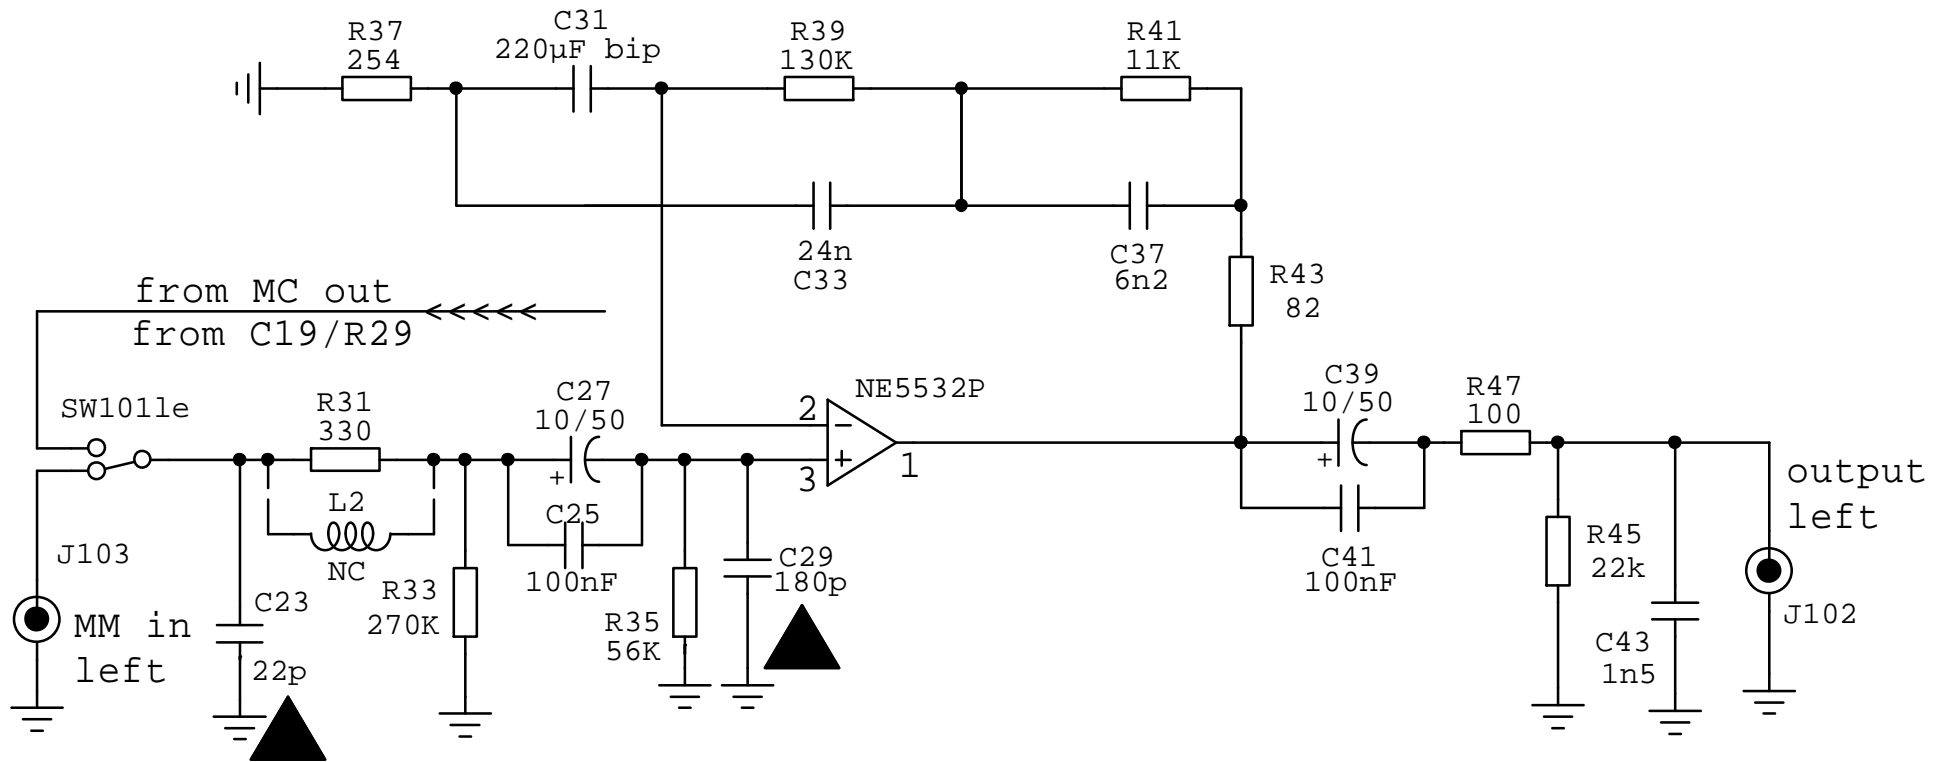 R37
254
C31
220µF bip
R39
130K
R41
11K
24n
C33
C37
6n2
R43
82
from MC out
from C19/R29
SW101le
R31
330
L2
NC
C27
10/50
+
C25
100nF
NE5532P
2
−
+
3
1
C39
10/50
+
R47
100
C41
100nF
output
left
J103
MM in
left
C23
22p
R33
270K
R35
56K
C29
180p
R45
22k
C43
1n5
J102